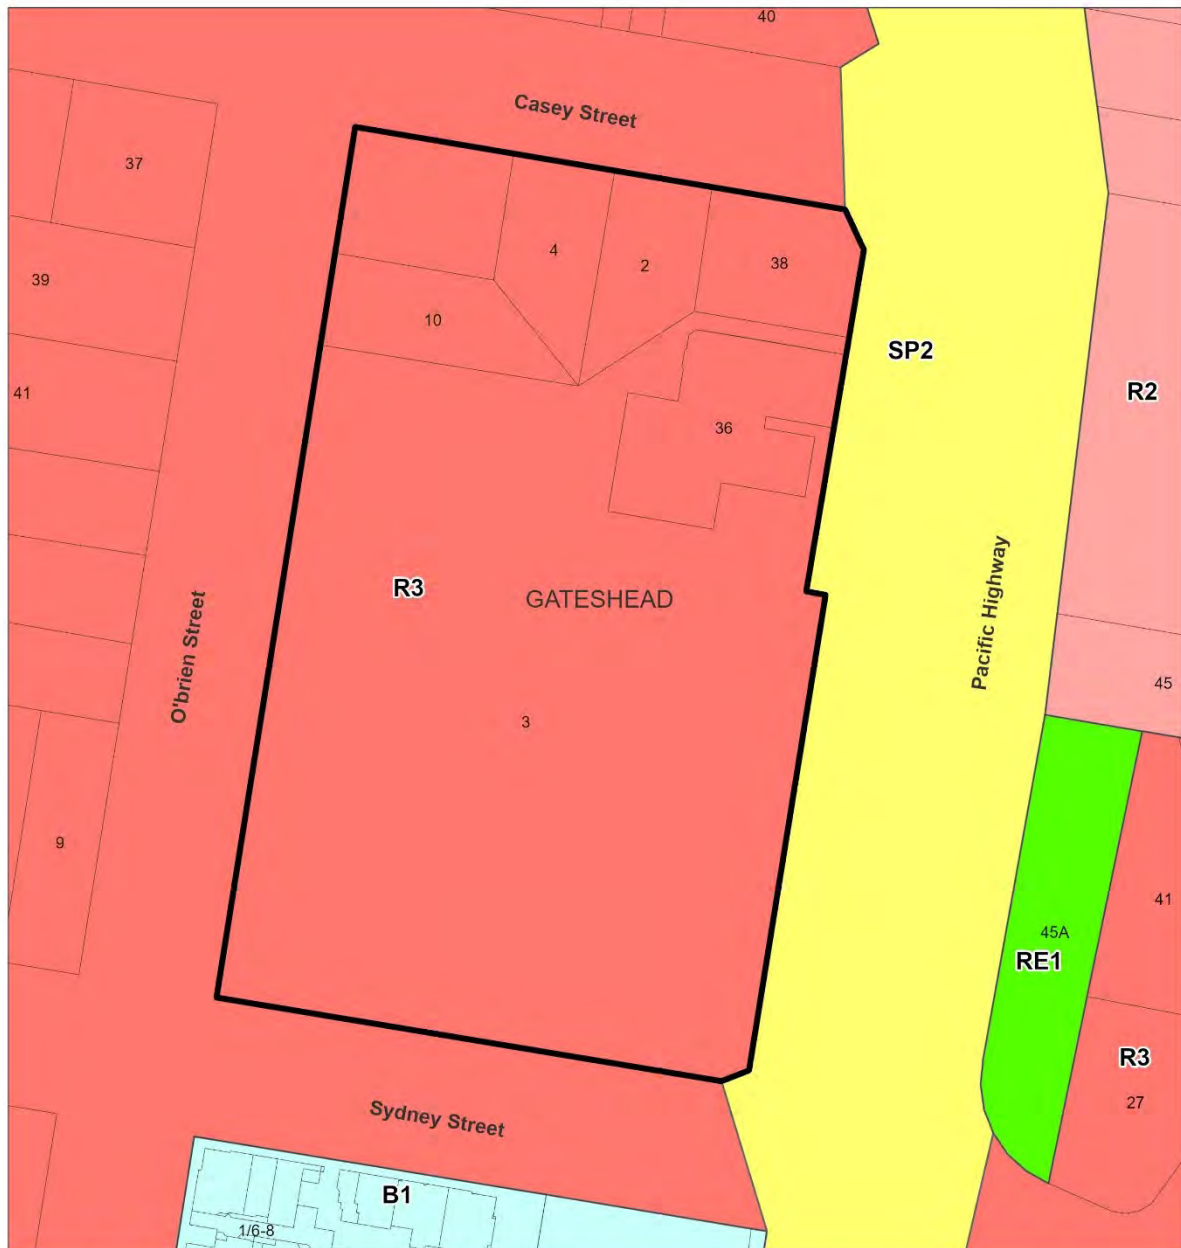 40
Casey Street
37
4
2
38
39
10
SP2
R2
41
36
R3
GATESHEAD
Pacific Highway
O'brien Street
45
3
9
41
45A
RE1
R3
27
Sydney Street
B1
1/6-8